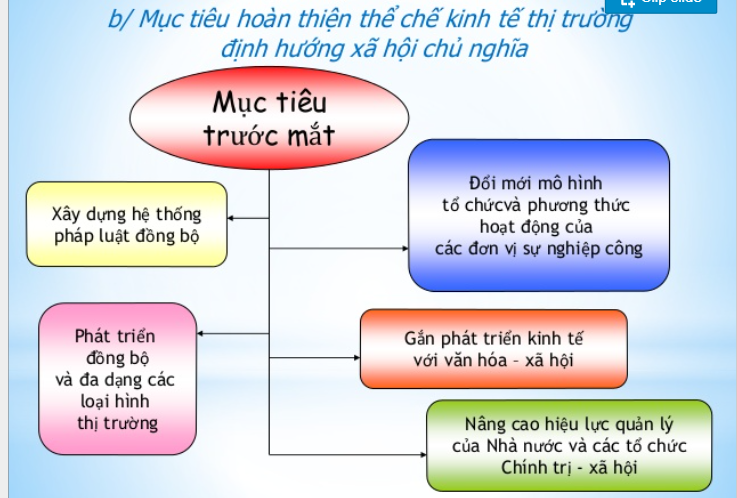 Clip slide
b/ Mục tiêu hoàn thiện thể chế kinh tế thị trường
định hướng xã hội chủ nghĩa
Mục tiêu
trước mắt
Đổi mới mô hình
tổ chứcvà phương thức
hoạt động của
các đơn vị sự nghiệp công
Xây dựng hệ thống
pháp luật đồng bộ
Phát triển
đồng bộ
và đa dạng các
loại hình
thị trường
Gắn phát triển kinh tế
với văn hóa - xã hội
Nâng cao hiệu lực quản lý
của Nhà nước và các tổ chức
Chính trị - xã hội